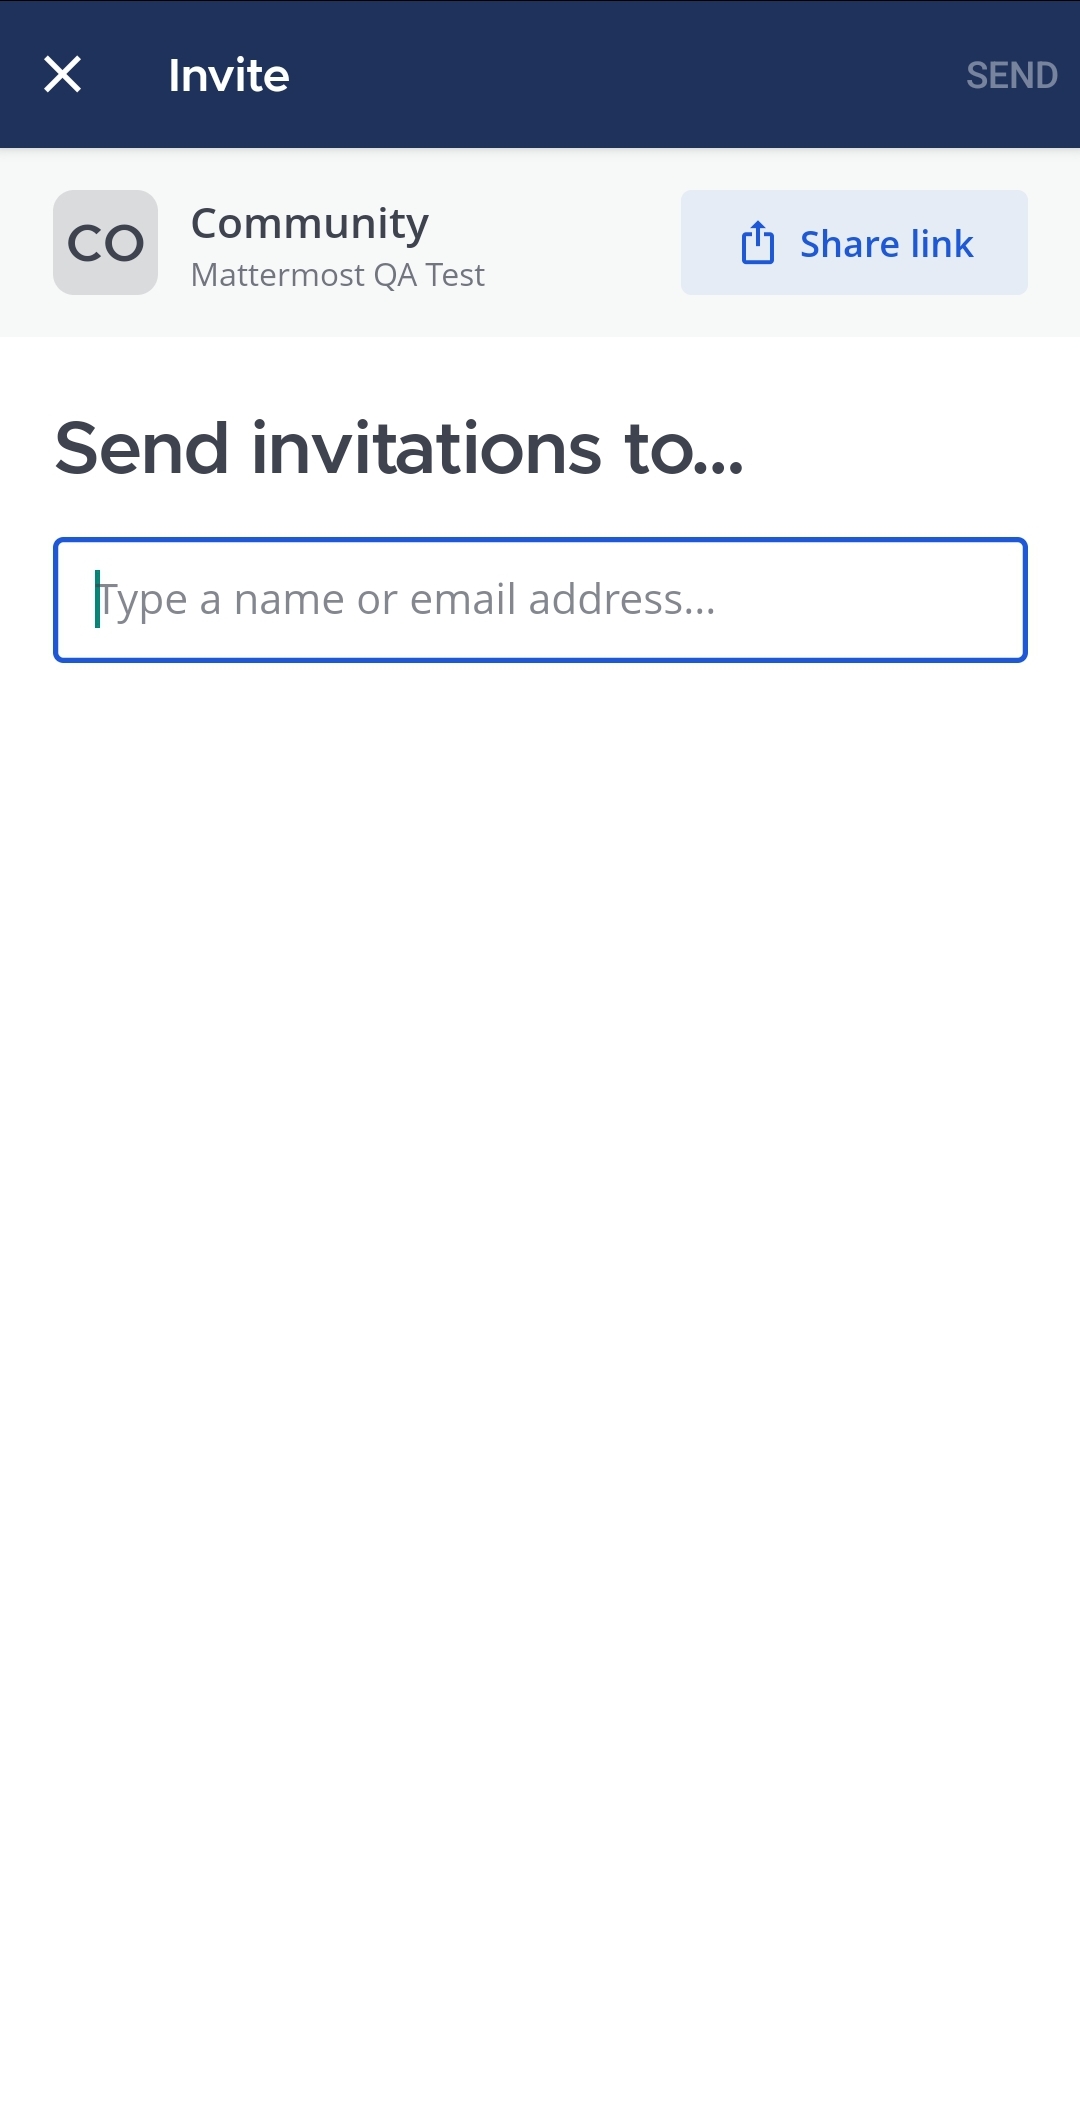 Invite
SEND
CO
Community
Mattermost QA Test
Share link
Send invitations to...
Type a name or email address...